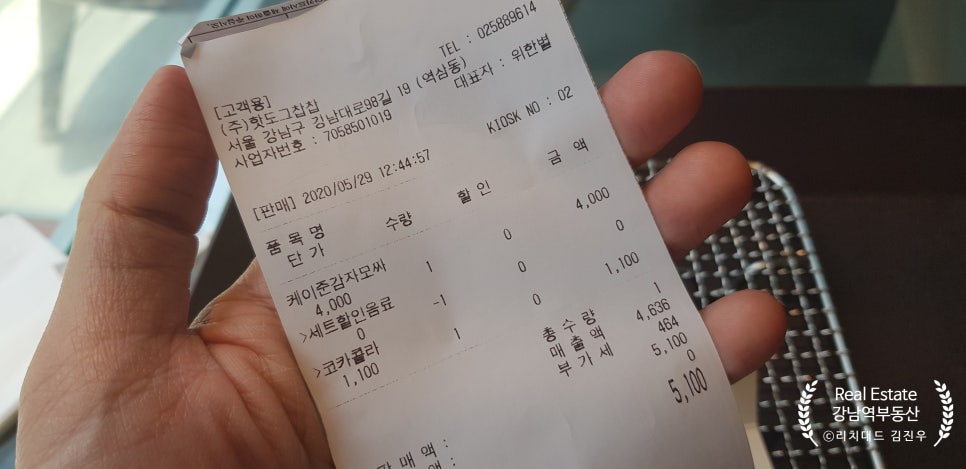 TEL : 025889614
[고객용]
(주)핫도그찹찹
대표자 : 위한별
서울 강남구 강남대로98길 19 (역삼동)
사업자번호 : 7058501019
KIOSK NO : 02
[판매] 2020/05/29 12:44:57
품 목 명
단 가 수량 할 인 금 액
케이준감자모싸
4,000 1 0 4,000
>세트할인음료
0 -1 0 0
>코카콜라
1,100 1 0 1,100
총 수 량 1
매 출 액 4,636
부 가 세 464
판 매 액 : 5,100
액 : 0
5,100
Real Estate
강남역부동산
©리치대드 김진우